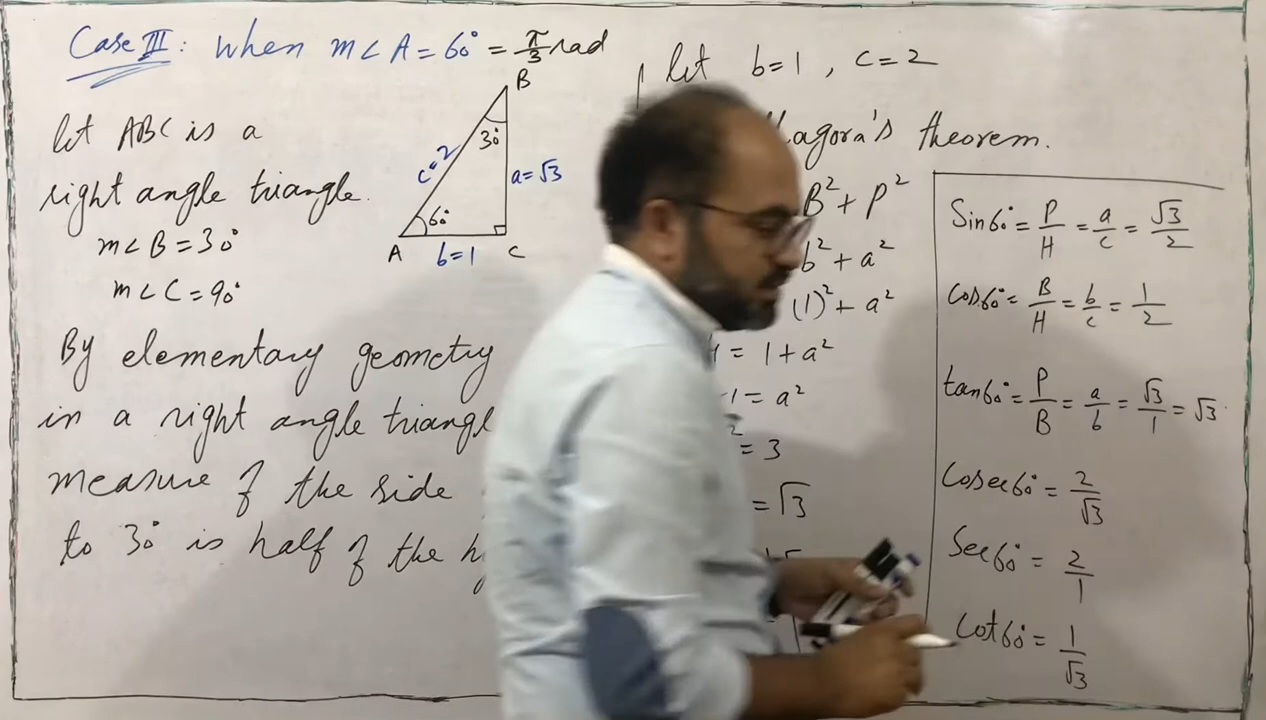 Case III: When m∠A = 60° = π/3 rad
let ABC is a
right angle triangle.
m∠B = 30°
m∠C = 90°
By elementary geometry
in a right angle triangl
measure of the side
to 30° is half of the
B
30°
c=2
a=√3
60°
A
b=1
C
let b=1, c=2
theorem.
B² + P²
b² + a²
(1)² + a²
= 1 + a²
1 = a²
= 3
= √3
Sin60° = P/H = a/c = √3/2
Cos60° = B/H = b/c = 1/2
tan60° = P/B = a/b = √3/1 = √3
Cosec60° = 2/√3
Sec60° = 2/1
Cot60° = 1/√3